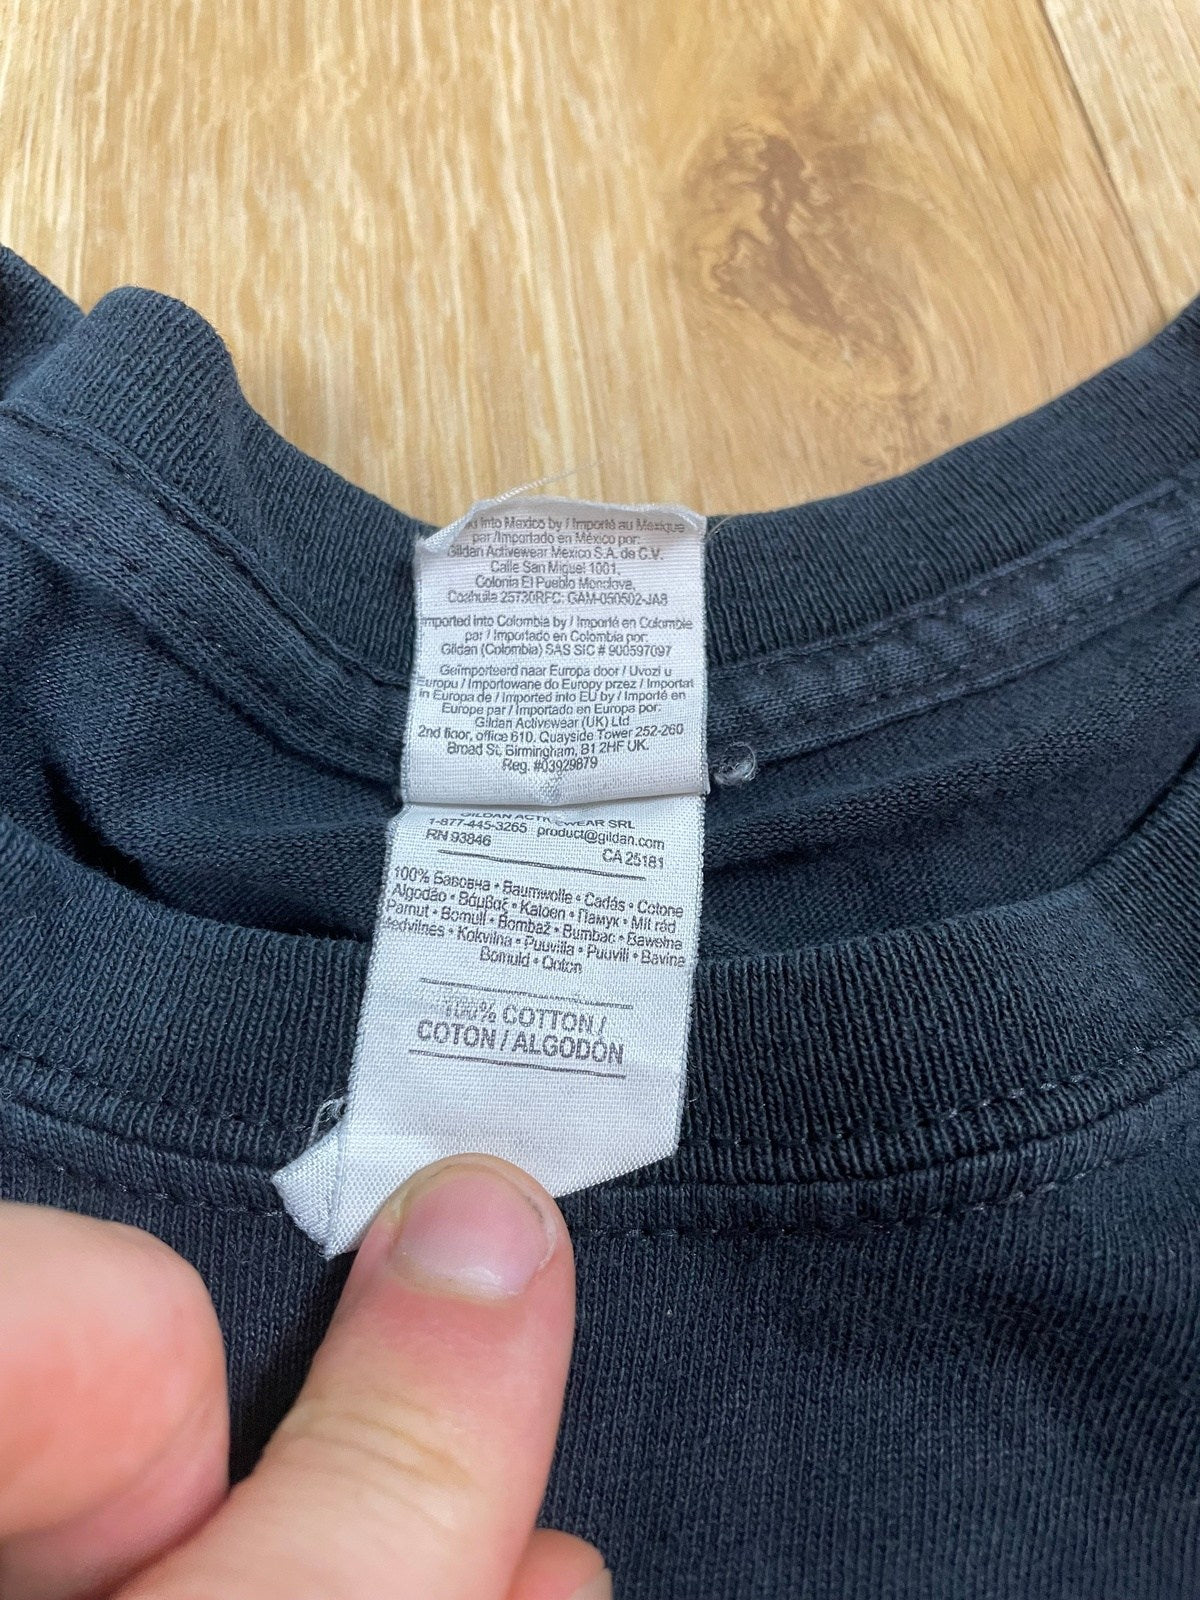 into Mexico by / Importé au Mexique
par / Importado en México por:
Gildan Activewear Mexico S.A. de C.V.
Calle San Miguel 1001,
Colonia El Pueblo Monclova,
Coahuila 25730RFC: GAM-050502-JA8
Imported into Colombia by / Importé en Colombie
par / Importado en Colombia por:
Gildan (Colombia) SAS SIC # 900597097
Geïmporteerd naar Europa door / Uvozi u
Europu / Importowane do Europy przez / Importat
in Europa de / Imported into EU by / Importé en
Europe par / Importado en Europa por:
Gildan Activewear (UK) Ltd
2nd floor, office 610, Quayside Tower 252-260
Broad St, Birmingham, B1 2HF UK.
Reg. #03929879
GILDAN ACTIVEWEAR SRL
1-877-445-3265 product@gildan.com
RN 93846 CA 25181
100% Бавовна • Baumwolle • Cadás • Cotone
Algodão • Βάμβαξ • Katoen • Памук • Mit rád
Pamut • Bomull • Bombaž • Bumbac • Bawełna
Medvilnės • Kokvilna • Puuvilla • Puuvill • Bavlna
Bomuld •
100% COTTON /
COTON / ALGODÓN